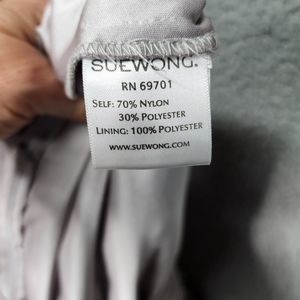 SUEWONG.
RN 69701
SELF: 70% NYLON
30% POLYESTER
LINING: 100% POLYESTER
WWW.SUEWONG.COM